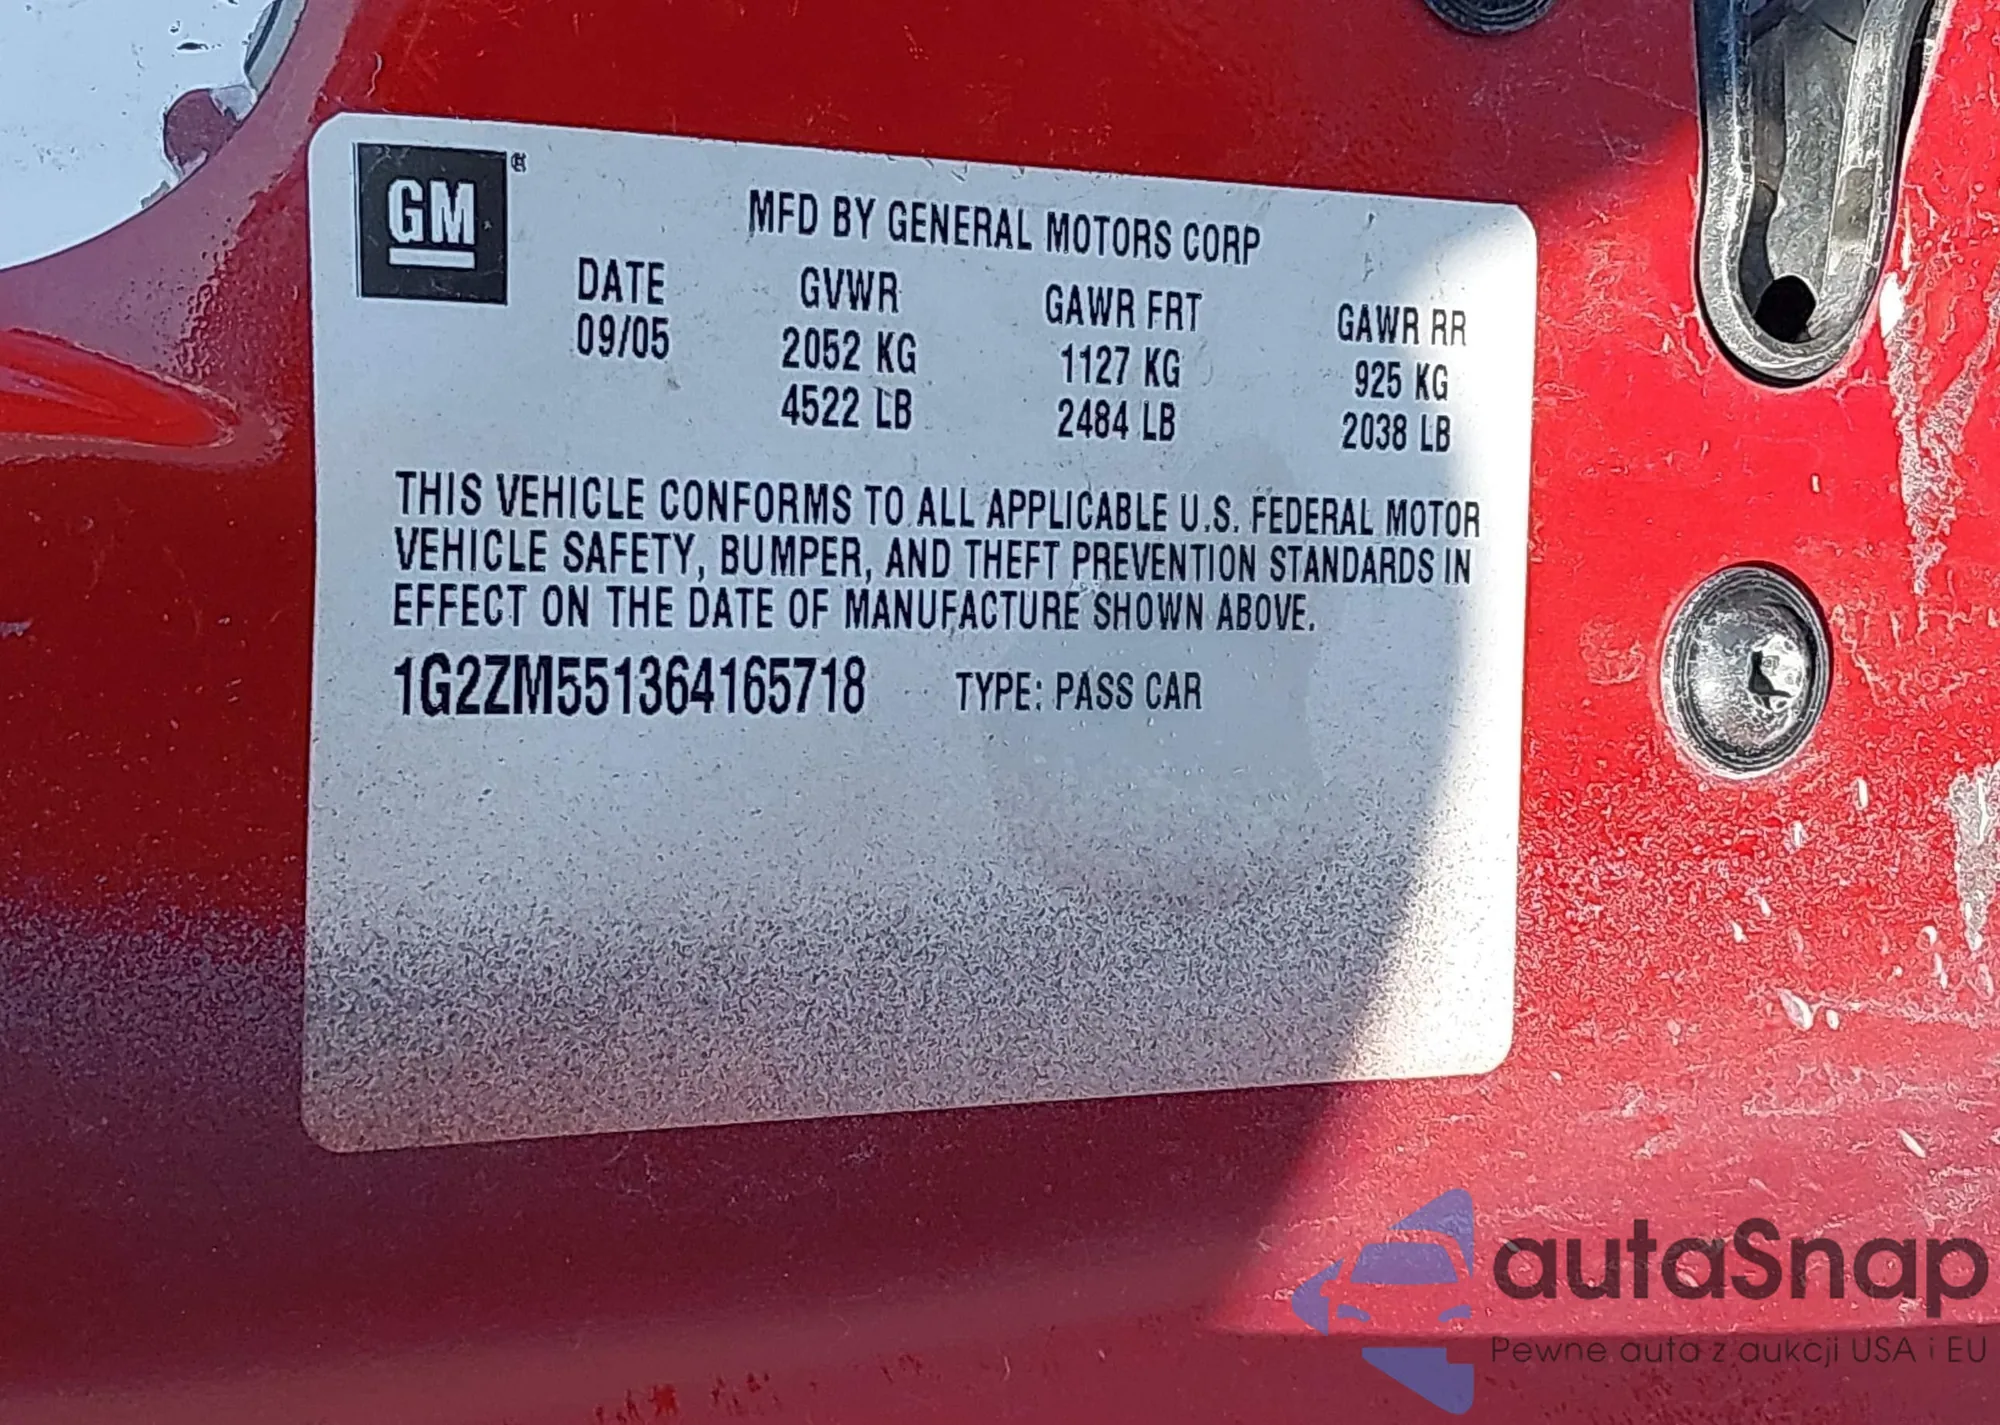 GM®
MFD BY GENERAL MOTORS CORP
DATE GVWR GAWR FRT GAWR RR
09/05 2052 KG 1127 KG 925 KG
4522 LB 2484 LB 2038 LB
THIS VEHICLE CONFORMS TO ALL APPLICABLE U.S. FEDERAL MOTOR
VEHICLE SAFETY, BUMPER, AND THEFT PREVENTION STANDARDS IN
EFFECT ON THE DATE OF MANUFACTURE SHOWN ABOVE.
1G2ZM551364165718 TYPE: PASS CAR
autaSnap
Pewne auta z aukcji USA i EU